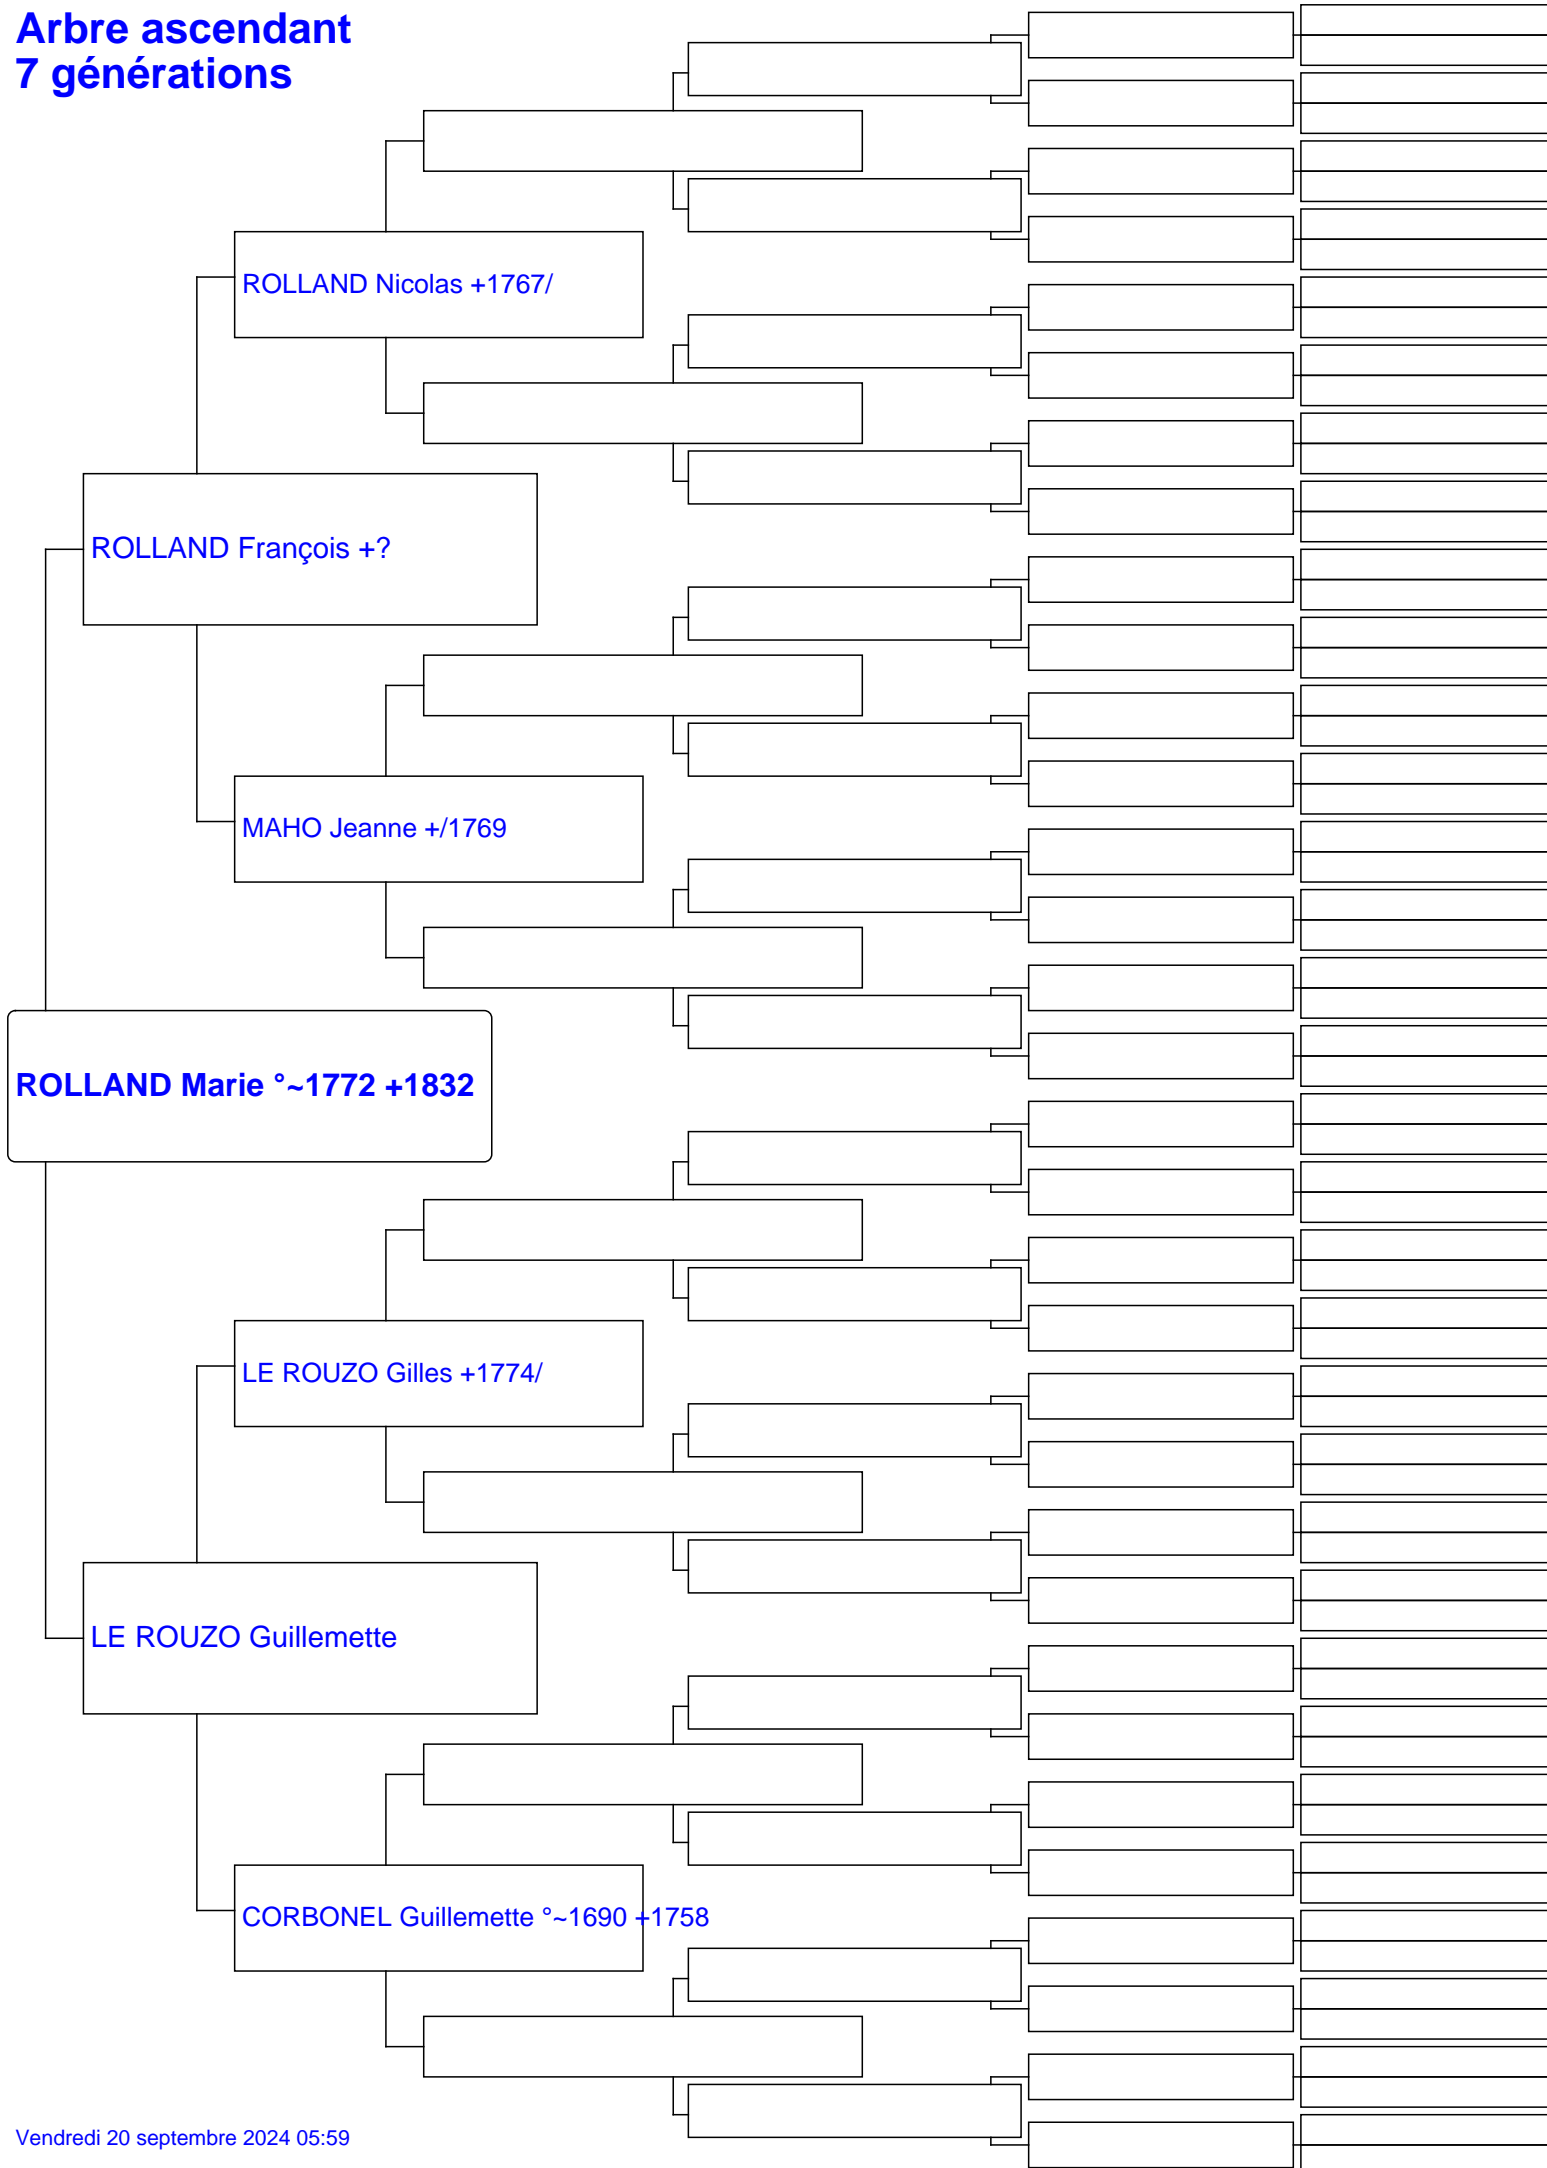 Arbre ascendant
7 générations
ROLLAND Nicolas +1767/
ROLLAND François +?
MAHO Jeanne +/1769
ROLLAND Marie °~1772 +1832
LE ROUZO Gilles +1774/
LE ROUZO Guillemette
CORBONEL Guillemette °~1690 +1758
Vendredi 20 septembre 2024 05:59